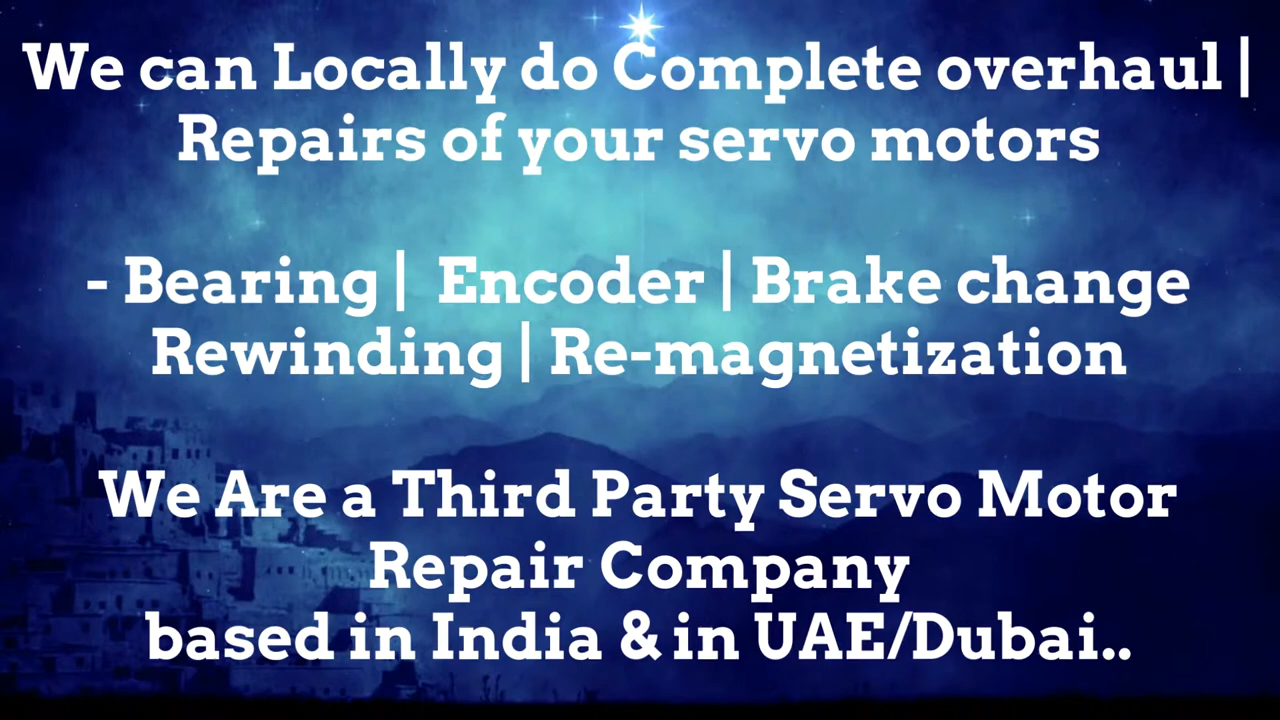 We can Locally do Complete overhaul |
Repairs of your servo motors
- Bearing | Encoder | Brake change
Rewinding | Re-magnetization
We Are a Third Party Servo Motor
Repair Company
based in India & in UAE/Dubai..